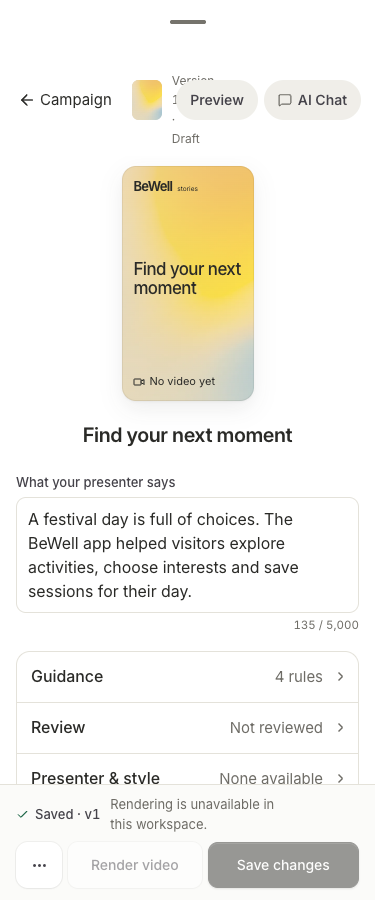 Campaign
Version
1
·
Draft
Preview
AI Chat
BeWell stories
Find your next
moment
No video yet
Find your next moment
What your presenter says
A festival day is full of choices. The
BeWell app helped visitors explore
activities, choose interests and save
sessions for their day.
135 / 5,000
Guidance 4 rules
Review Not reviewed
Presenter & style None available
Saved · v1 Rendering is unavailable in
this workspace.
Render video
Save changes